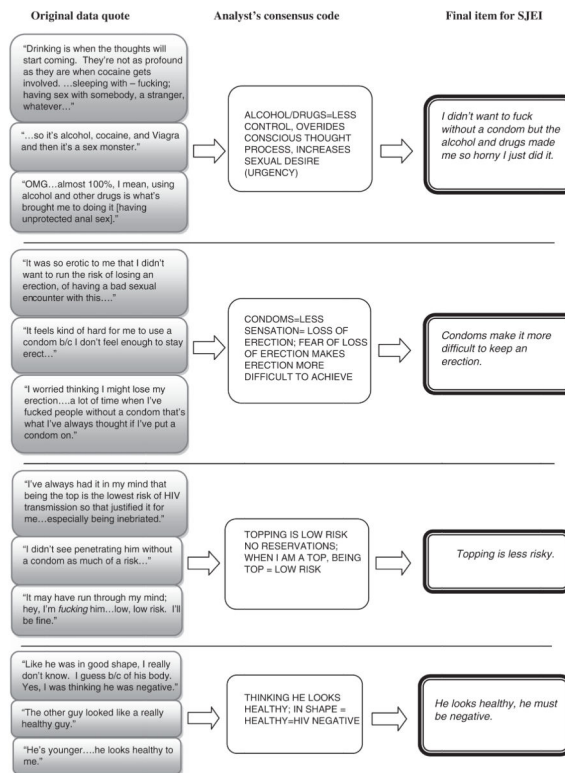 Original data quote
Analyst's consensus code
Final item for SJEI
"Drinking is when the thoughts will
start coming. They're not as profound
as they are when cocaine gets
involved. …sleeping with – fucking;
having sex with somebody, a stranger,
whatever…"
"…so it's alcohol, cocaine, and Viagra
and then it's a sex monster."
"OMG…almost 100%, I mean, using
alcohol and other drugs is what's
brought me to doing it [having
unprotected anal sex]."
ALCOHOL/DRUGS=LESS
CONTROL, OVERIDES
CONSCIOUS THOUGHT
PROCESS, INCREASES
SEXUAL DESIRE
(URGENCY)
I didn't want to fuck
without a condom but the
alcohol and drugs made
me so horny I just did it.
"It was so erotic to me that I didn't
want to run the risk of losing an
erection, of having a bad sexual
encounter with this…."
"It feels kind of hard for me to use a
condom b/c I don't feel enough to stay
erect…"
"I worried thinking I might lose my
erection….a lot of time when I've
fucked people without a condom that's
what I've always thought if I've put a
condom on."
CONDOMS=LESS
SENSATION= LOSS OF
ERECTION; FEAR OF LOSS
OF ERECTION MAKES
ERECTION MORE
DIFFICULT TO ACHIEVE
Condoms make it more
difficult to keep an
erection.
"I've always had it in my mind that
being the top is the lowest risk of HIV
transmission so that justified it for
me…especially being inebriated."
"I didn't see penetrating him without
a condom as much of a risk…"
"It may have run through my mind;
hey, I'm fucking him…low, low risk. I'll
be fine."
TOPPING IS LOW RISK
NO RESERVATIONS;
WHEN I AM A TOP, BEING
TOP = LOW RISK
Topping is less risky.
"Like he was in good shape, I really
don't know. I guess b/c of his body.
Yes, I was thinking he was negative."
"The other guy looked like a really
healthy guy."
"He's younger….he looks healthy to
me."
THINKING HE LOOKS
HEALTHY; IN SHAPE =
HEALTHY=HIV NEGATIVE
He looks healthy, he must
be negative.